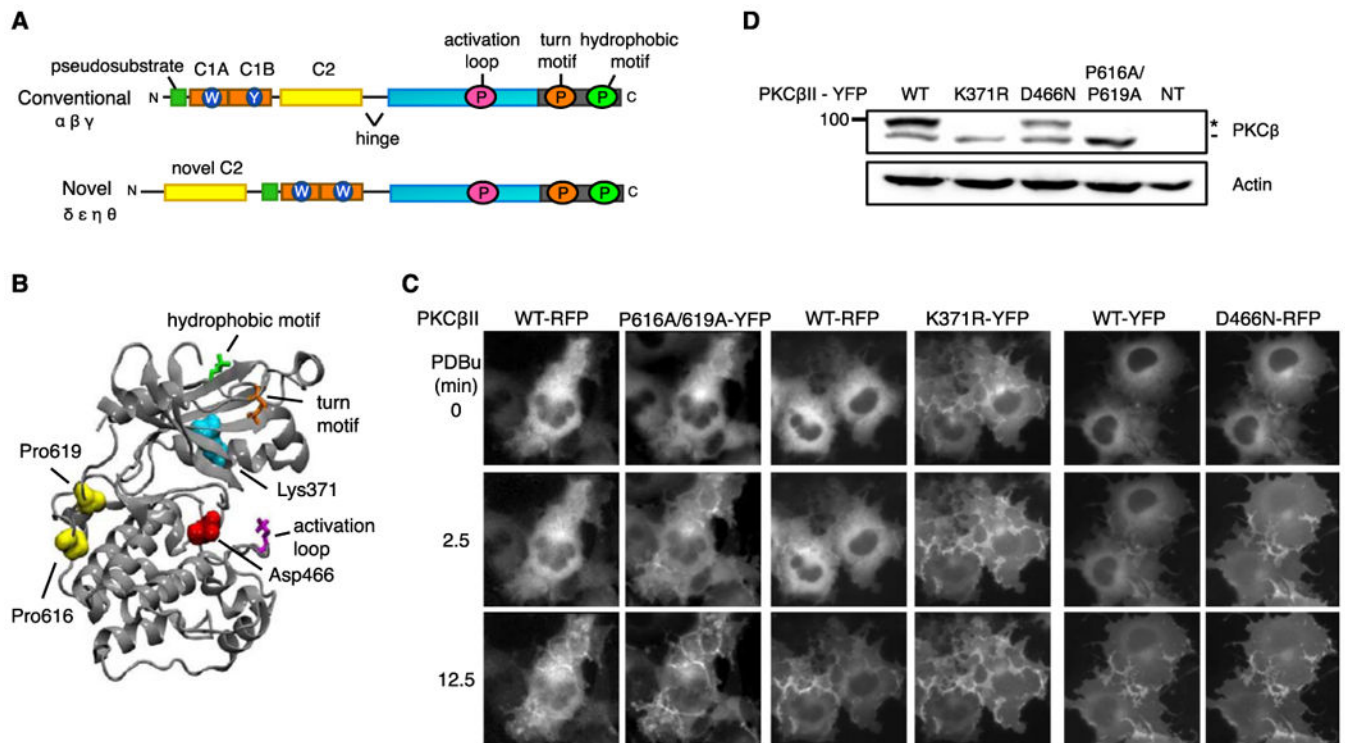 A
pseudosubstrate C1A C1B C2 activation loop turn motif hydrophobic motif
Conventional N W Y P P P C
α β γ
hinge
novel C2
Novel N W W P P P C
δ ε η θ
B
hydrophobic motif
turn motif
Pro619
Lys371
activation loop
Asp466
Pro616
C
PKCβII WT-RFP P616A/619A-YFP WT-RFP K371R-YFP WT-YFP D466N-RFP
PDBu (min)
0
2.5
12.5
D
PKCβII - YFP WT K371R D466N P616A/P619A NT
100 * - PKCβ
Actin